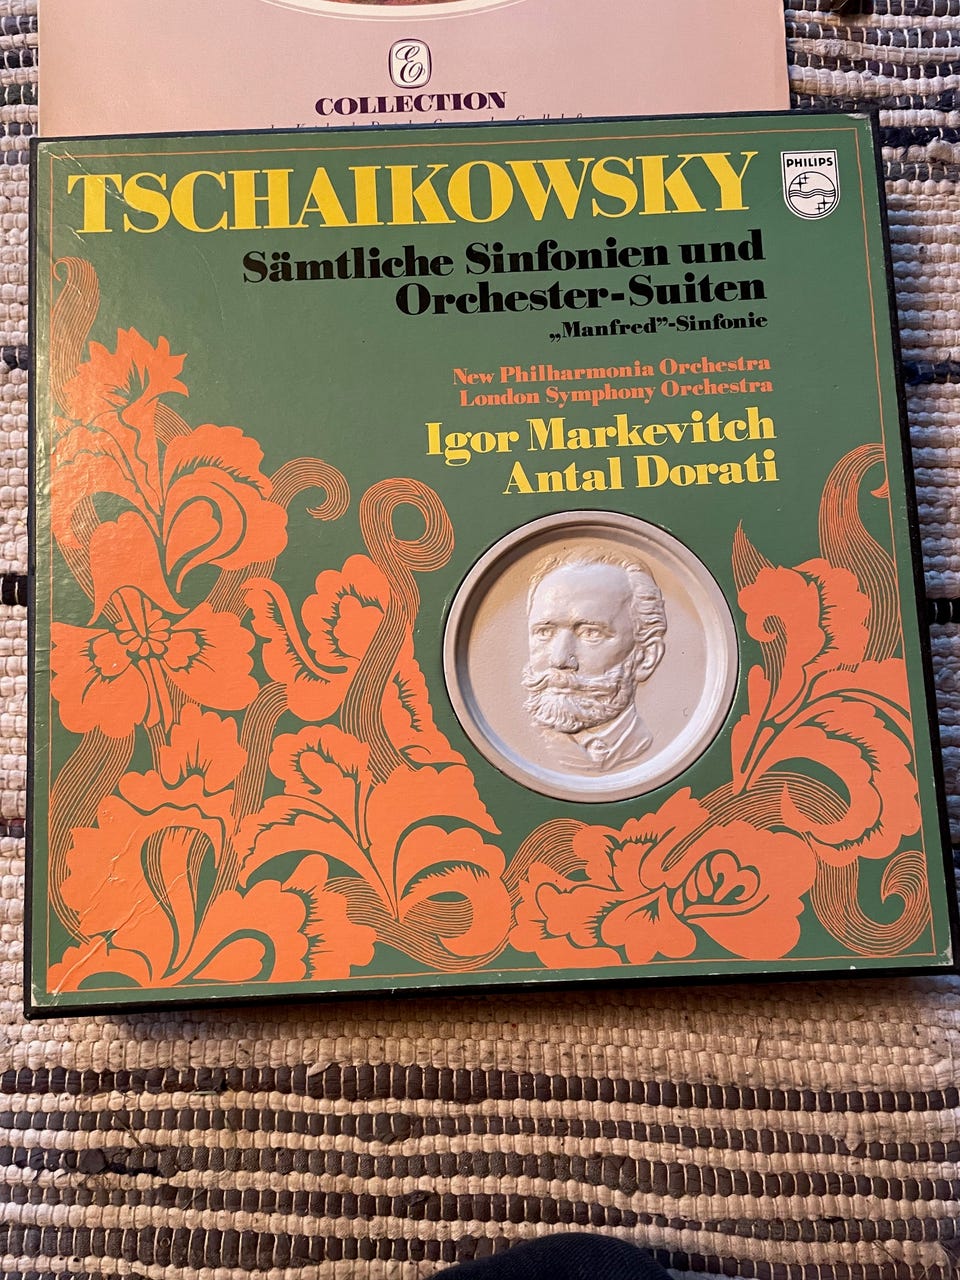 E
COLLECTION
PHILIPS
TSCHAIKOWSKY
Sämtliche Sinfonien und
Orchester-Suiten
„Manfred”-Sinfonie
New Philharmonia Orchestra
London Symphony Orchestra
Igor Markevitch
Antal Dorati